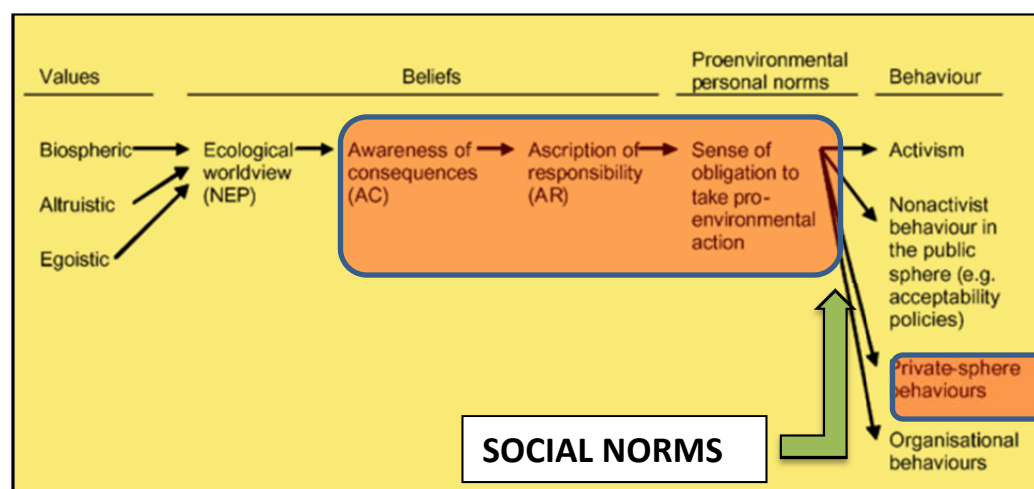 Values
Beliefs
Proenvironmental
personal norms
Behaviour
Biospheric
Altruistic
Egoistic
Ecological
worldview
(NEP)
Awareness of
consequences
(AC)
Ascription of
responsibility
(AR)
Sense of
obligation to
take pro-
environmental
action
Activism
Nonactivist
behaviour in
the public
sphere (e.g.
acceptability
policies)
Private-sphere
behaviours
Organisational
behaviours
SOCIAL NORMS